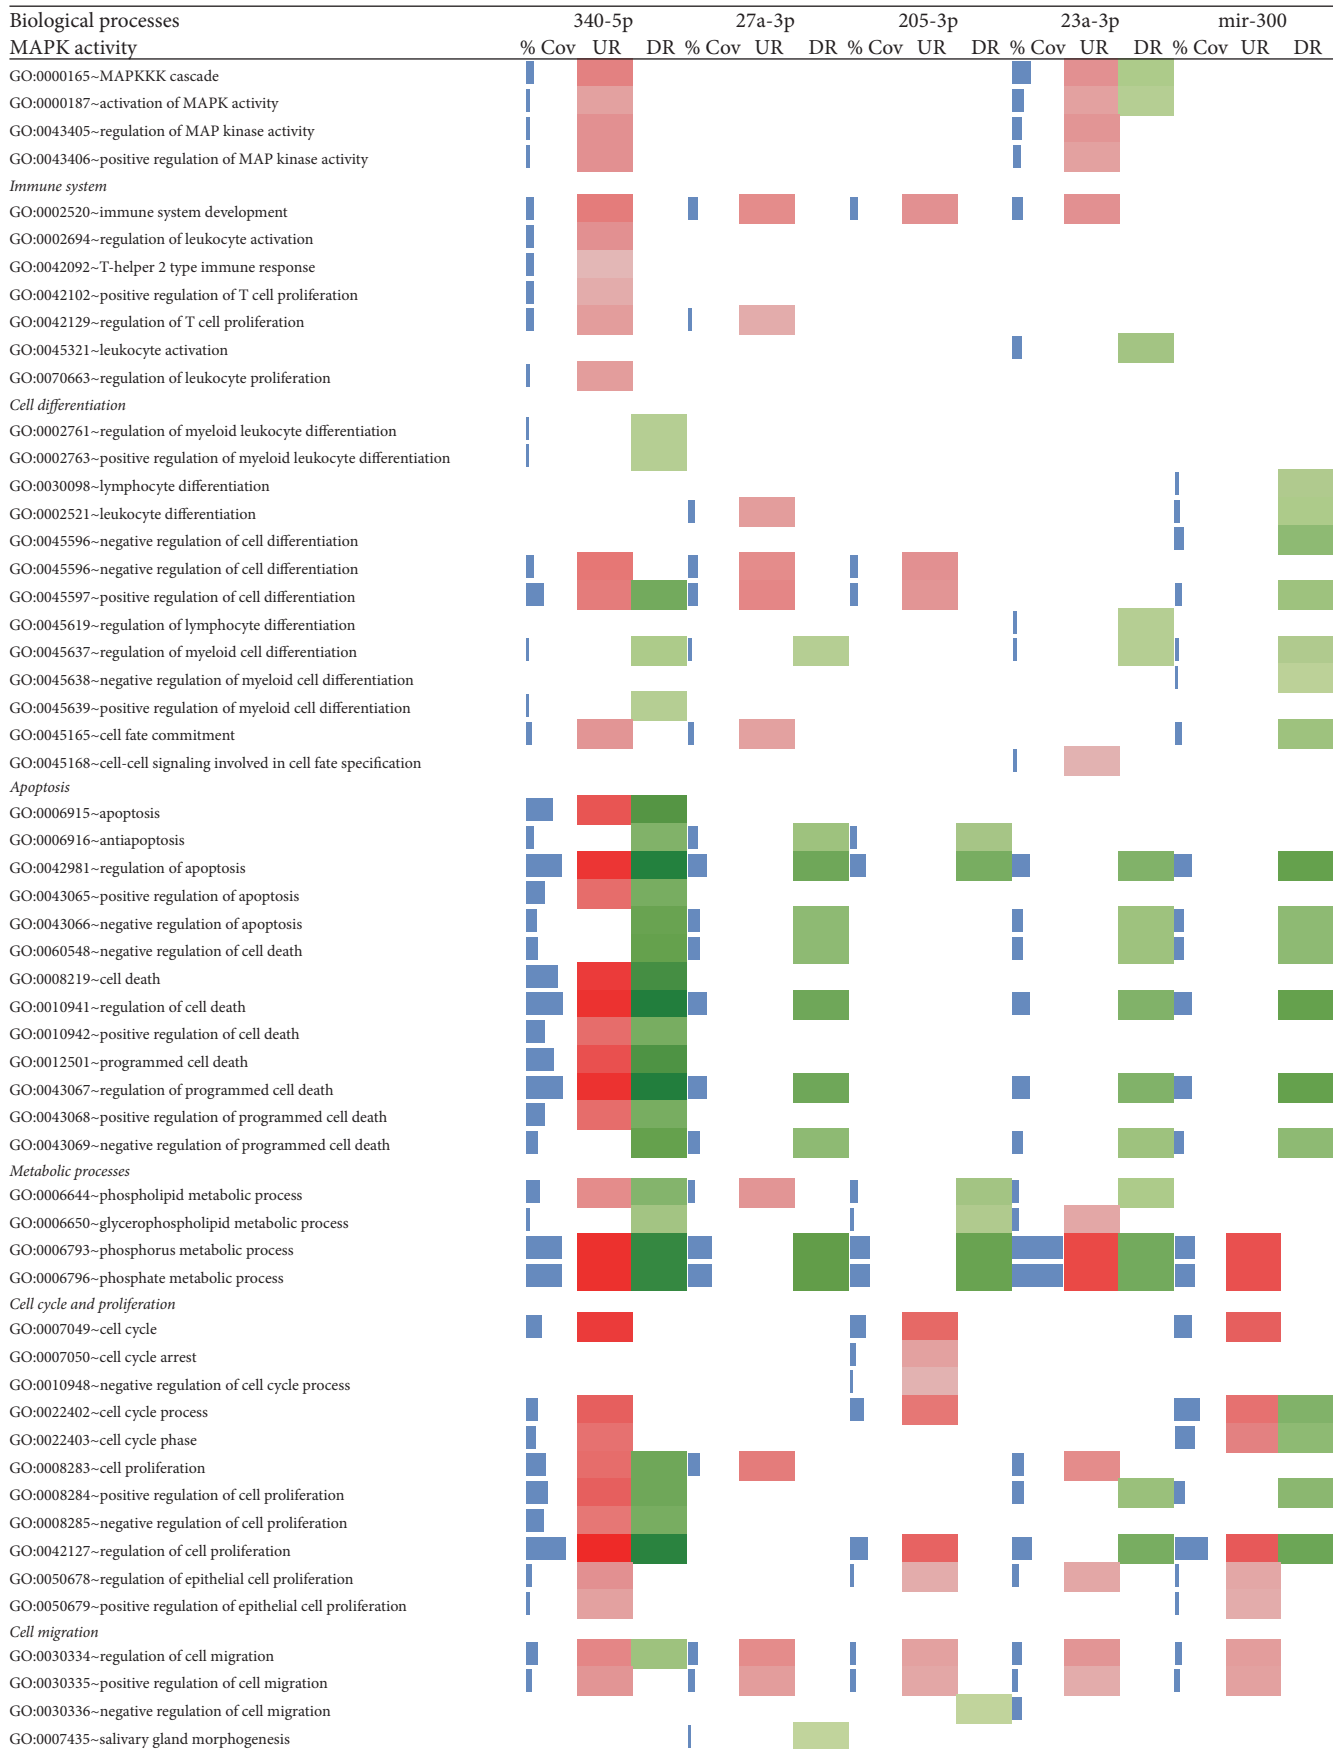 Biological processes 340-5p 27a-3p 205-3p 23a-3p mir-300
MAPK activity % Cov UR DR % Cov UR DR % Cov UR DR % Cov UR DR % Cov UR DR
GO:0000165~MAPKKK cascade
GO:0000187~activation of MAPK activity
GO:0043405~regulation of MAP kinase activity
GO:0043406~positive regulation of MAP kinase activity
Immune system
GO:0002520~immune system development
GO:0002694~regulation of leukocyte activation
GO:0042092~T-helper 2 type immune response
GO:0042102~positive regulation of T cell proliferation
GO:0042129~regulation of T cell proliferation
GO:0045321~leukocyte activation
GO:0070663~regulation of leukocyte proliferation
Cell differentiation
GO:0002761~regulation of myeloid leukocyte differentiation
GO:0002763~positive regulation of myeloid leukocyte differentiation
GO:0030098~lymphocyte differentiation
GO:0002521~leukocyte differentiation
GO:0045596~negative regulation of cell differentiation
GO:0045596~negative regulation of cell differentiation
GO:0045597~positive regulation of cell differentiation
GO:0045619~regulation of lymphocyte differentiation
GO:0045637~regulation of myeloid cell differentiation
GO:0045638~negative regulation of myeloid cell differentiation
GO:0045639~positive regulation of myeloid cell differentiation
GO:0045165~cell fate commitment
GO:0045168~cell-cell signaling involved in cell fate specification
Apoptosis
GO:0006915~apoptosis
GO:0006916~antiapoptosis
GO:0042981~regulation of apoptosis
GO:0043065~positive regulation of apoptosis
GO:0043066~negative regulation of apoptosis
GO:0060548~negative regulation of cell death
GO:0008219~cell death
GO:0010941~regulation of cell death
GO:0010942~positive regulation of cell death
GO:0012501~programmed cell death
GO:0043067~regulation of programmed cell death
GO:0043068~positive regulation of programmed cell death
GO:0043069~negative regulation of programmed cell death
Metabolic processes
GO:0006644~phospholipid metabolic process
GO:0006650~glycerophospholipid metabolic process
GO:0006793~phosphorus metabolic process
GO:0006796~phosphate metabolic process
Cell cycle and proliferation
GO:0007049~cell cycle
GO:0007050~cell cycle arrest
GO:0010948~negative regulation of cell cycle process
GO:0022402~cell cycle process
GO:0022403~cell cycle phase
GO:0008283~cell proliferation
GO:0008284~positive regulation of cell proliferation
GO:0008285~negative regulation of cell proliferation
GO:0042127~regulation of cell proliferation
GO:0050678~regulation of epithelial cell proliferation
GO:0050679~positive regulation of epithelial cell proliferation
Cell migration
GO:0030334~regulation of cell migration
GO:0030335~positive regulation of cell migration
GO:0030336~negative regulation of cell migration
GO:0007435~salivary gland morphogenesis